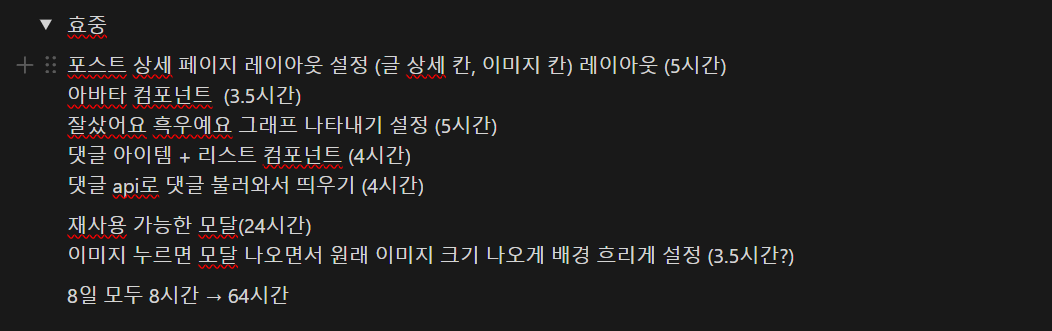 효중
포스트 상세 페이지 레이아웃 설정 (글 상세 칸, 이미지 칸) 레이아웃 (5시간)
아바타 컴포넌트 (3.5시간)
잘샀어요 흑우예요 그래프 나타내기 설정 (5시간)
댓글 아이템 + 리스트 컴포넌트 (4시간)
댓글 api로 댓글 불러와서 띄우기 (4시간)
재사용 가능한 모달(24시간)
이미지 누르면 모달 나오면서 원래 이미지 크기 나오게 배경 흐리게 설정 (3.5시간?)
8일 모두 8시간 → 64시간